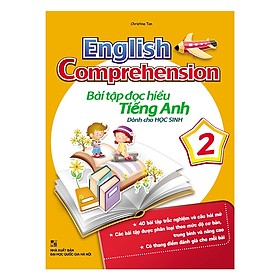 Christina Tan
English
Comprehension
Bài tập đọc hiểu
Tiếng Anh
Dành cho HỌC SINH
2
40 bài tập trắc nghiệm và câu hỏi mở
Các bài tập được phân loại theo mức độ cơ bản,
trung bình và nâng cao
Có thang điểm đánh giá cho mỗi bài
NHÀ XUẤT BẢN
ĐẠI HỌC QUỐC GIA HÀ NỘI